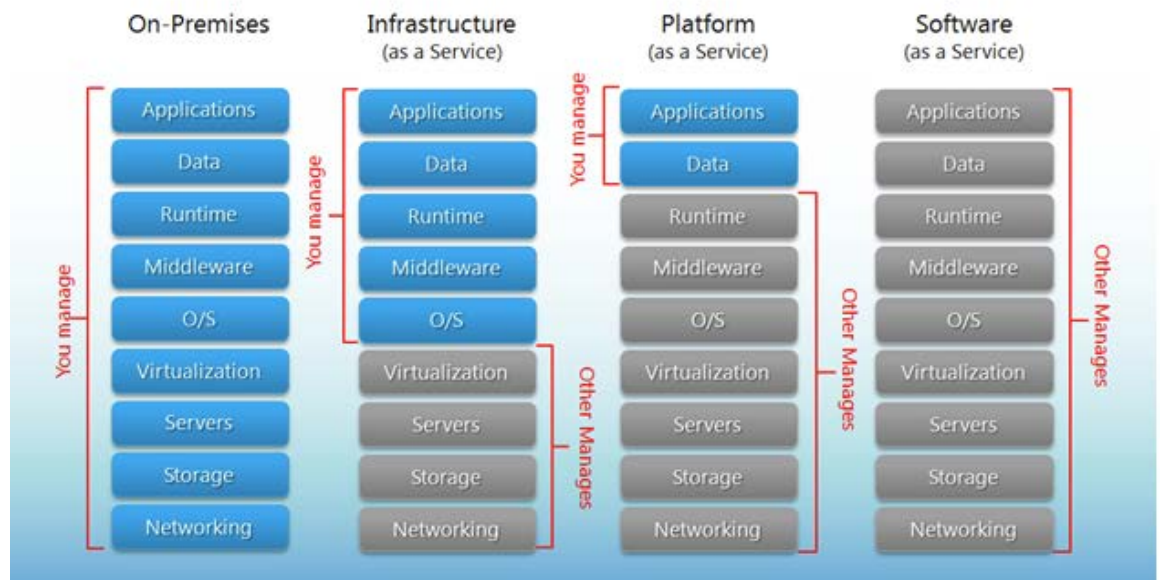 On-Premises
You manage
Applications
Data
Runtime
Middleware
O/S
Virtualization
Servers
Storage
Networking
Infrastructure
(as a Service)
You manage
Applications
Data
Runtime
Middleware
O/S
Virtualization
Servers
Storage
Networking
Other Manages
Platform
(as a Service)
You manage
Applications
Data
Runtime
Middleware
O/S
Virtualization
Servers
Storage
Networking
Other Manages
Software
(as a Service)
Applications
Data
Runtime
Middleware
O/S
Virtualization
Servers
Storage
Networking
Other Manages